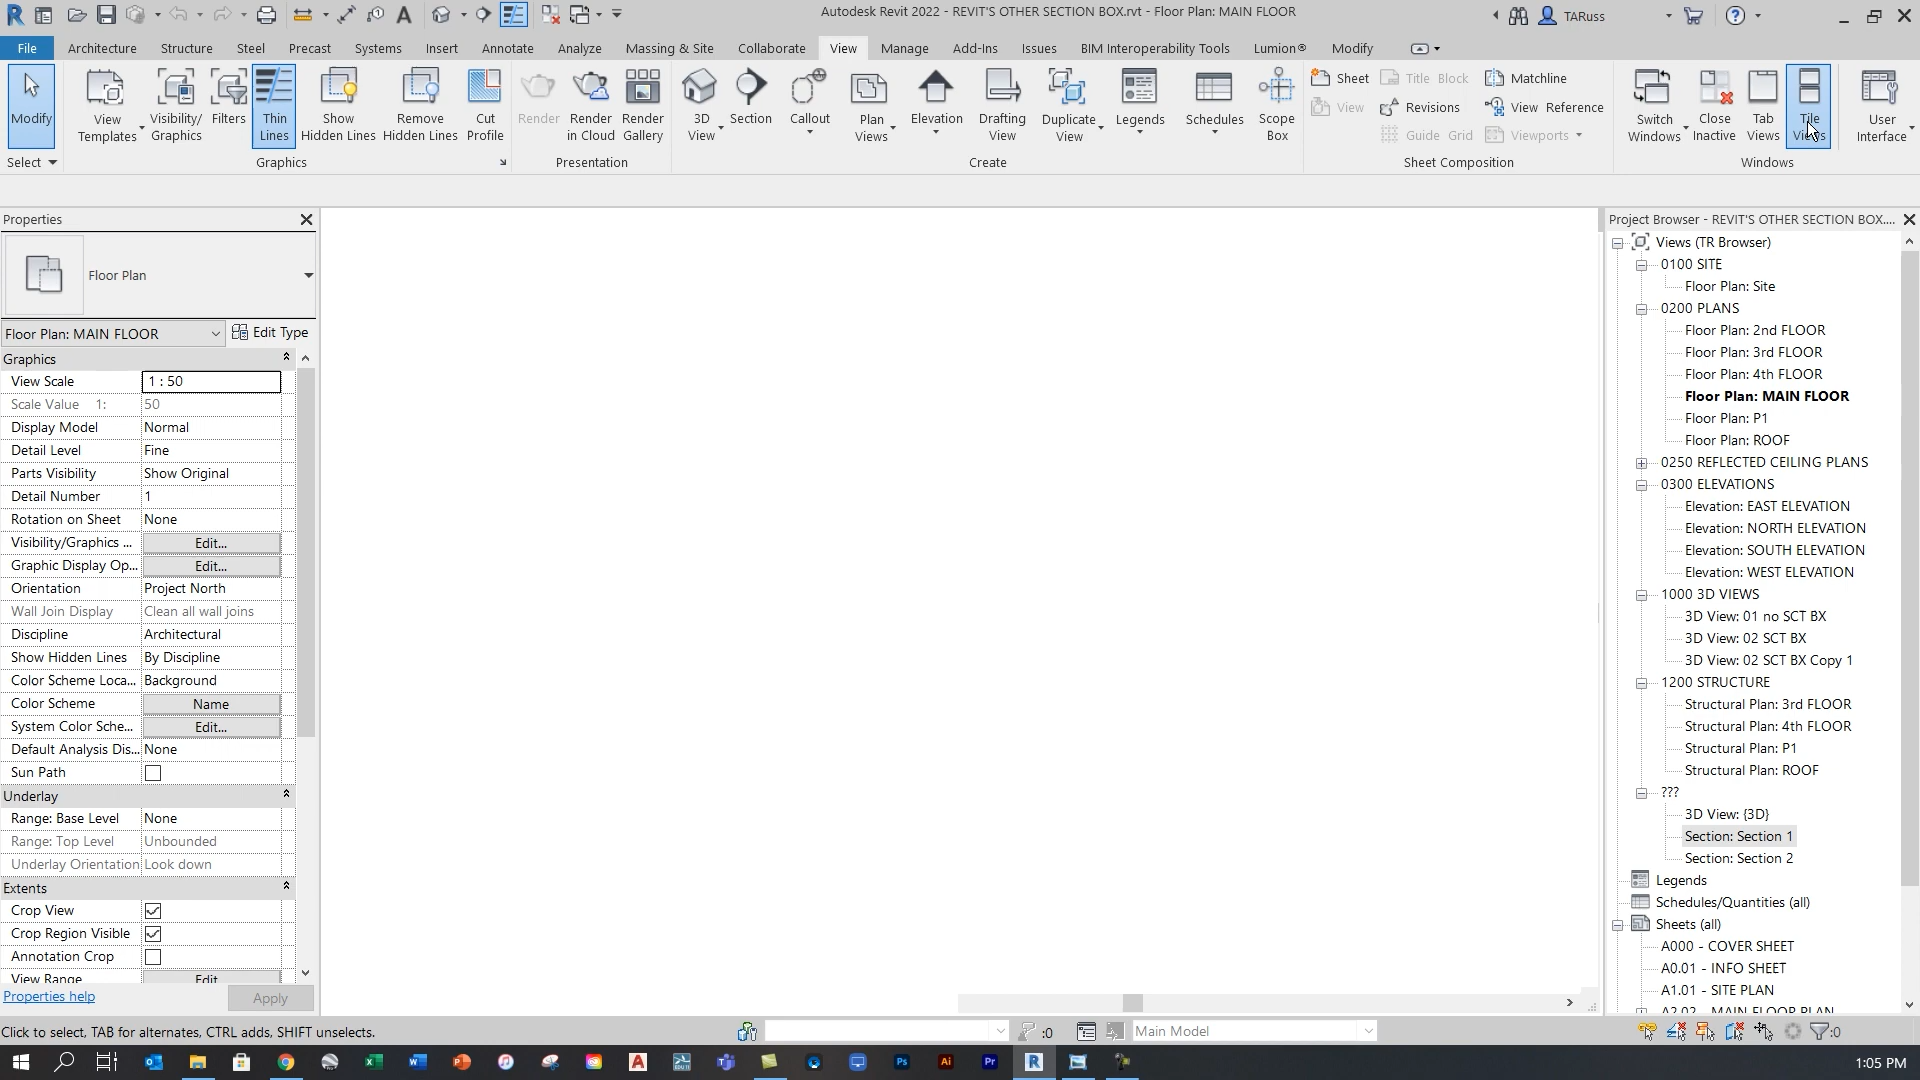 Autodesk Revit 2022 - REVIT'S OTHER SECTION BOX.rvt - Floor Plan: MAIN FLOOR
TARuss
File Architecture Structure Steel Precast Systems Insert Annotate Analyze Massing & Site Collaborate View Manage Add-Ins Issues BIM Interoperability Tools Lumion® Modify
Modify
View Templates
Visibility/ Graphics
Filters
Thin Lines
Show Hidden Lines
Remove Hidden Lines
Cut Profile
Render
Render in Cloud
Render Gallery
3D View
Section
Callout
Plan Views
Elevation
Drafting View
Duplicate View
Legends
Schedules
Scope Box
Sheet
Title Block
Matchline
View
Revisions
View Reference
Guide Grid
Viewports
Switch Windows
Close Inactive
Tab Views
Tile Views
User Interface
Select
Graphics
Presentation
Create
Sheet Composition
Windows
Properties
Floor Plan
Floor Plan: MAIN FLOOR
Edit Type
Graphics
View Scale 1 : 50
Scale Value 1: 50
Display Model Normal
Detail Level Fine
Parts Visibility Show Original
Detail Number 1
Rotation on Sheet None
Visibility/Graphics ... Edit...
Graphic Display Op... Edit...
Orientation Project North
Wall Join Display Clean all wall joins
Discipline Architectural
Show Hidden Lines By Discipline
Color Scheme Loca... Background
Color Scheme Name
System Color Sche... Edit...
Default Analysis Dis... None
Sun Path
Underlay
Range: Base Level None
Range: Top Level Unbounded
Underlay Orientation Look down
Extents
Crop View
Crop Region Visible
Annotation Crop
View Range Edit
Properties help
Apply
Project Browser - REVIT'S OTHER SECTION BOX....
Views (TR Browser)
0100 SITE
Floor Plan: Site
0200 PLANS
Floor Plan: 2nd FLOOR
Floor Plan: 3rd FLOOR
Floor Plan: 4th FLOOR
Floor Plan: MAIN FLOOR
Floor Plan: P1
Floor Plan: ROOF
0250 REFLECTED CEILING PLANS
0300 ELEVATIONS
Elevation: EAST ELEVATION
Elevation: NORTH ELEVATION
Elevation: SOUTH ELEVATION
Elevation: WEST ELEVATION
1000 3D VIEWS
3D View: 01 no SCT BX
3D View: 02 SCT BX
3D View: 02 SCT BX Copy 1
1200 STRUCTURE
Structural Plan: 3rd FLOOR
Structural Plan: 4th FLOOR
Structural Plan: P1
Structural Plan: ROOF
???
3D View: {3D}
Section: Section 1
Section: Section 2
Legends
Schedules/Quantities (all)
Sheets (all)
A000 - COVER SHEET
A0.01 - INFO SHEET
A1.01 - SITE PLAN
A2.02 - MAIN FLOOR PLAN
Click to select, TAB for alternates, CTRL adds, SHIFT unselects.
:0
Main Model
:0
1:05 PM